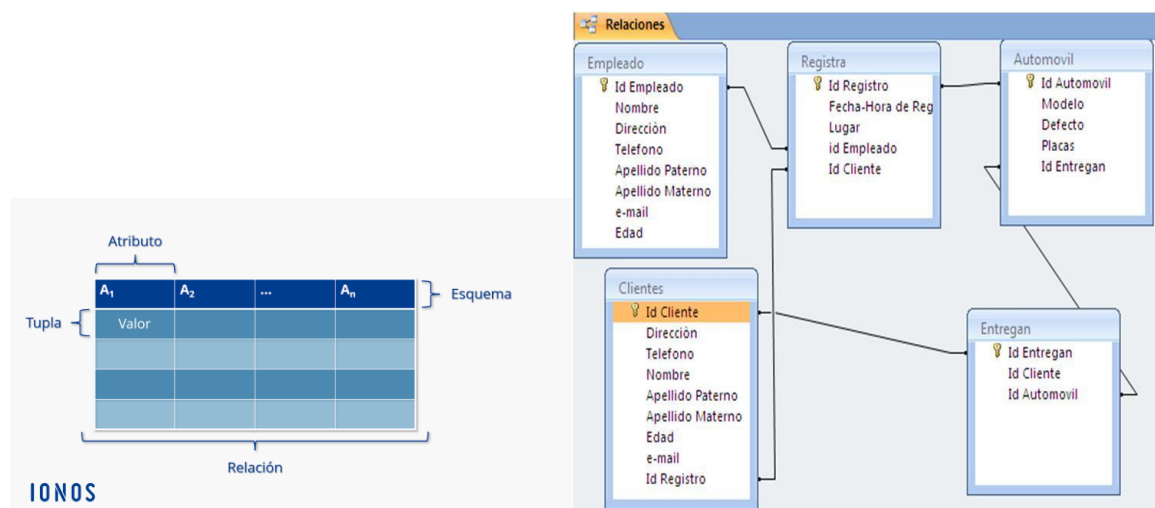 Atributo
A1
A2
...
An
Esquema
Tupla
Valor
Relación
IONOS
Relaciones
Empleado
Id Empleado
Nombre
Dirección
Telefono
Apellido Paterno
Apellido Materno
e-mail
Edad
Registra
Id Registro
Fecha-Hora de Reg
Lugar
id Empleado
Id Cliente
Automovil
Id Automovil
Modelo
Defecto
Placas
Id Entregan
Clientes
Id Cliente
Dirección
Telefono
Nombre
Apellido Paterno
Apellido Materno
Edad
e-mail
Id Registro
Entregan
Id Entregan
Id Cliente
Id Automovil